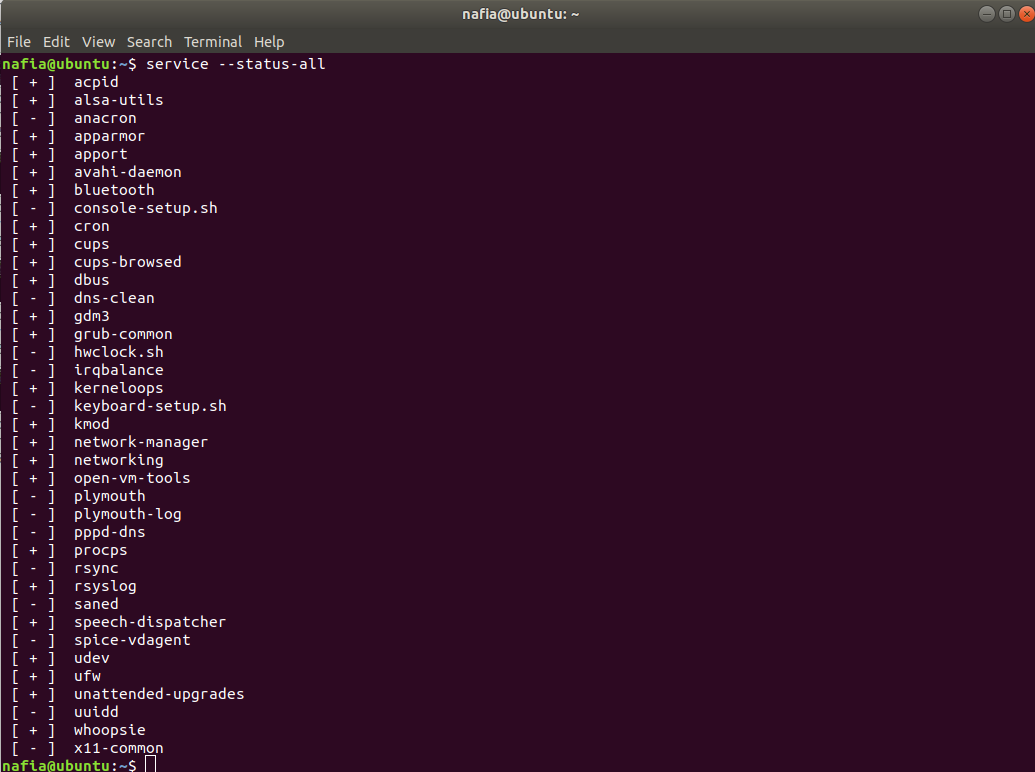 nafia@ubuntu: ~
File Edit View Search Terminal Help
nafia@ubuntu:~$ service --status-all
[ + ] acpid
[ + ] alsa-utils
[ - ] anacron
[ + ] apparmor
[ + ] apport
[ + ] avahi-daemon
[ + ] bluetooth
[ - ] console-setup.sh
[ + ] cron
[ + ] cups
[ + ] cups-browsed
[ + ] dbus
[ - ] dns-clean
[ + ] gdm3
[ + ] grub-common
[ - ] hwclock.sh
[ - ] irqbalance
[ + ] kerneloops
[ - ] keyboard-setup.sh
[ + ] kmod
[ + ] network-manager
[ + ] networking
[ + ] open-vm-tools
[ - ] plymouth
[ - ] plymouth-log
[ - ] pppd-dns
[ + ] procps
[ - ] rsync
[ + ] rsyslog
[ - ] saned
[ + ] speech-dispatcher
[ - ] spice-vdagent
[ + ] udev
[ + ] ufw
[ + ] unattended-upgrades
[ - ] uuidd
[ + ] whoopsie
[ - ] x11-common
nafia@ubuntu:~$